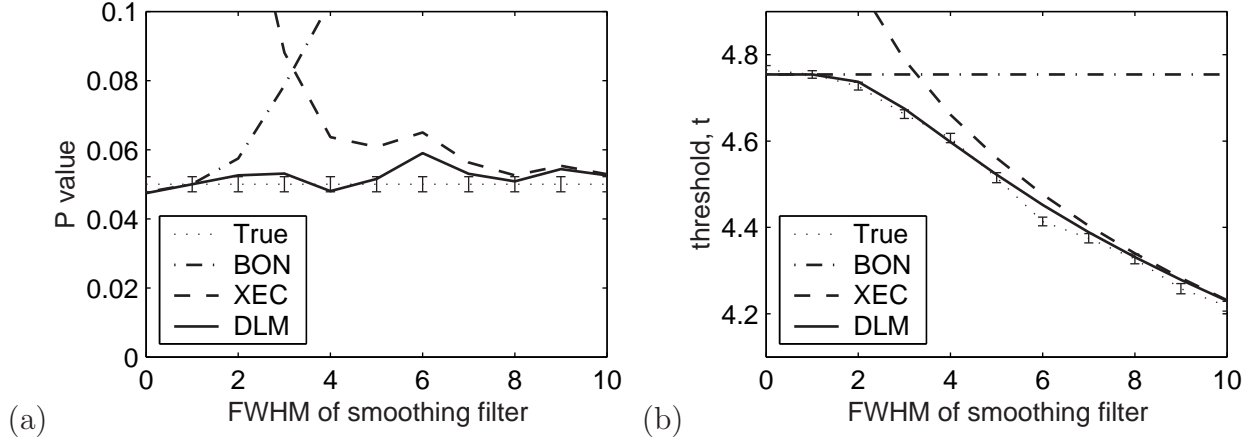 0.1
0.08
0.06
0.04
0.02
0
P value
True
BON
XEC
DLM
0 2 4 6 8 10
FWHM of smoothing filter
(a)
4.8
4.6
4.4
4.2
threshold, t
True
BON
XEC
DLM
0 2 4 6 8 10
FWHM of smoothing filter
(b)